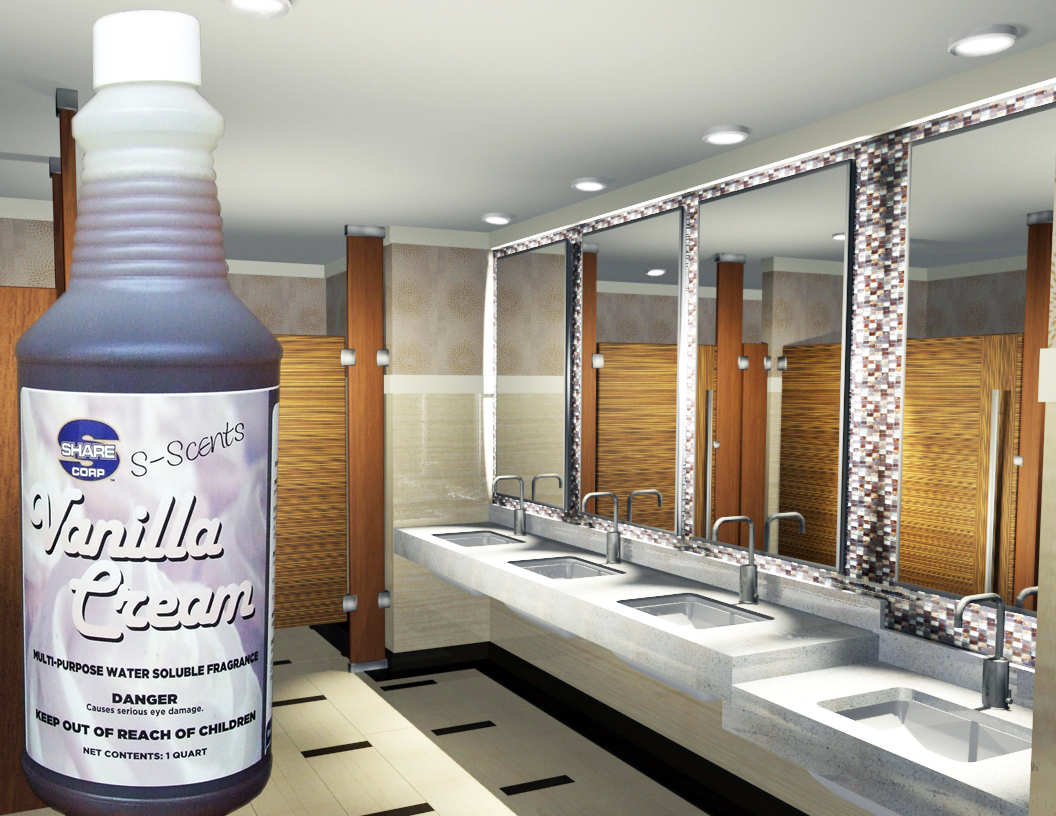 SHARE
CORP
™
S-Scents
Vanilla
Cream
MULTI-PURPOSE WATER SOLUBLE FRAGRANCE
DANGER
Causes serious eye damage.
KEEP OUT OF REACH OF CHILDREN
NET CONTENTS: 1 QUART